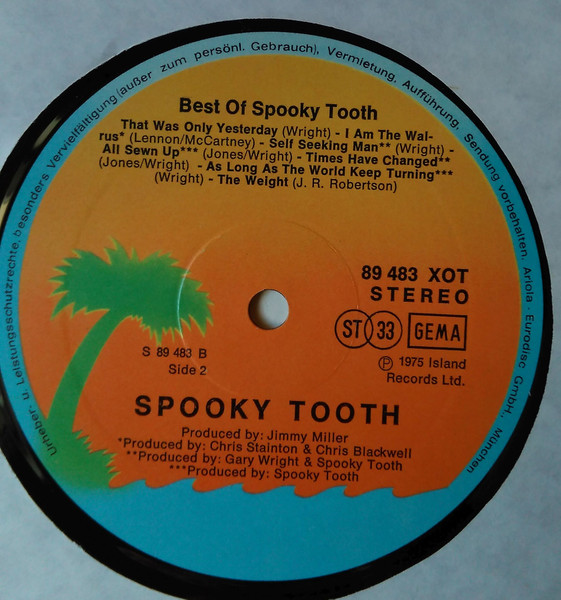 Urheber u. Leistungsschutzrechte, besonders Vervielfältigung (außer zum persönl. Gebrauch), Vermietung, Aufführung, Sendung vorbehalten. Ariola - Eurodisc GmbH., München
Best Of Spooky Tooth
That Was Only Yesterday (Wright) - I Am The Wal-
rus* (Lennon/McCartney) - Self Seeking Man** (Wright) -
All Sewn Up*** (Jones/Wright) - Times Have Changed**
(Jones/Wright) - As Long As The World Keep Turning***
(Wright) - The Weight (J. R. Robertson)
89 483 XOT
STEREO
ST 33 GEMA
S 89 483 B
Side 2
Ⓟ 1975 Island
Records Ltd.
SPOOKY TOOTH
Produced by: Jimmy Miller
*Produced by: Chris Stainton & Chris Blackwell
**Produced by: Gary Wright & Spooky Tooth
***Produced by: Spooky Tooth